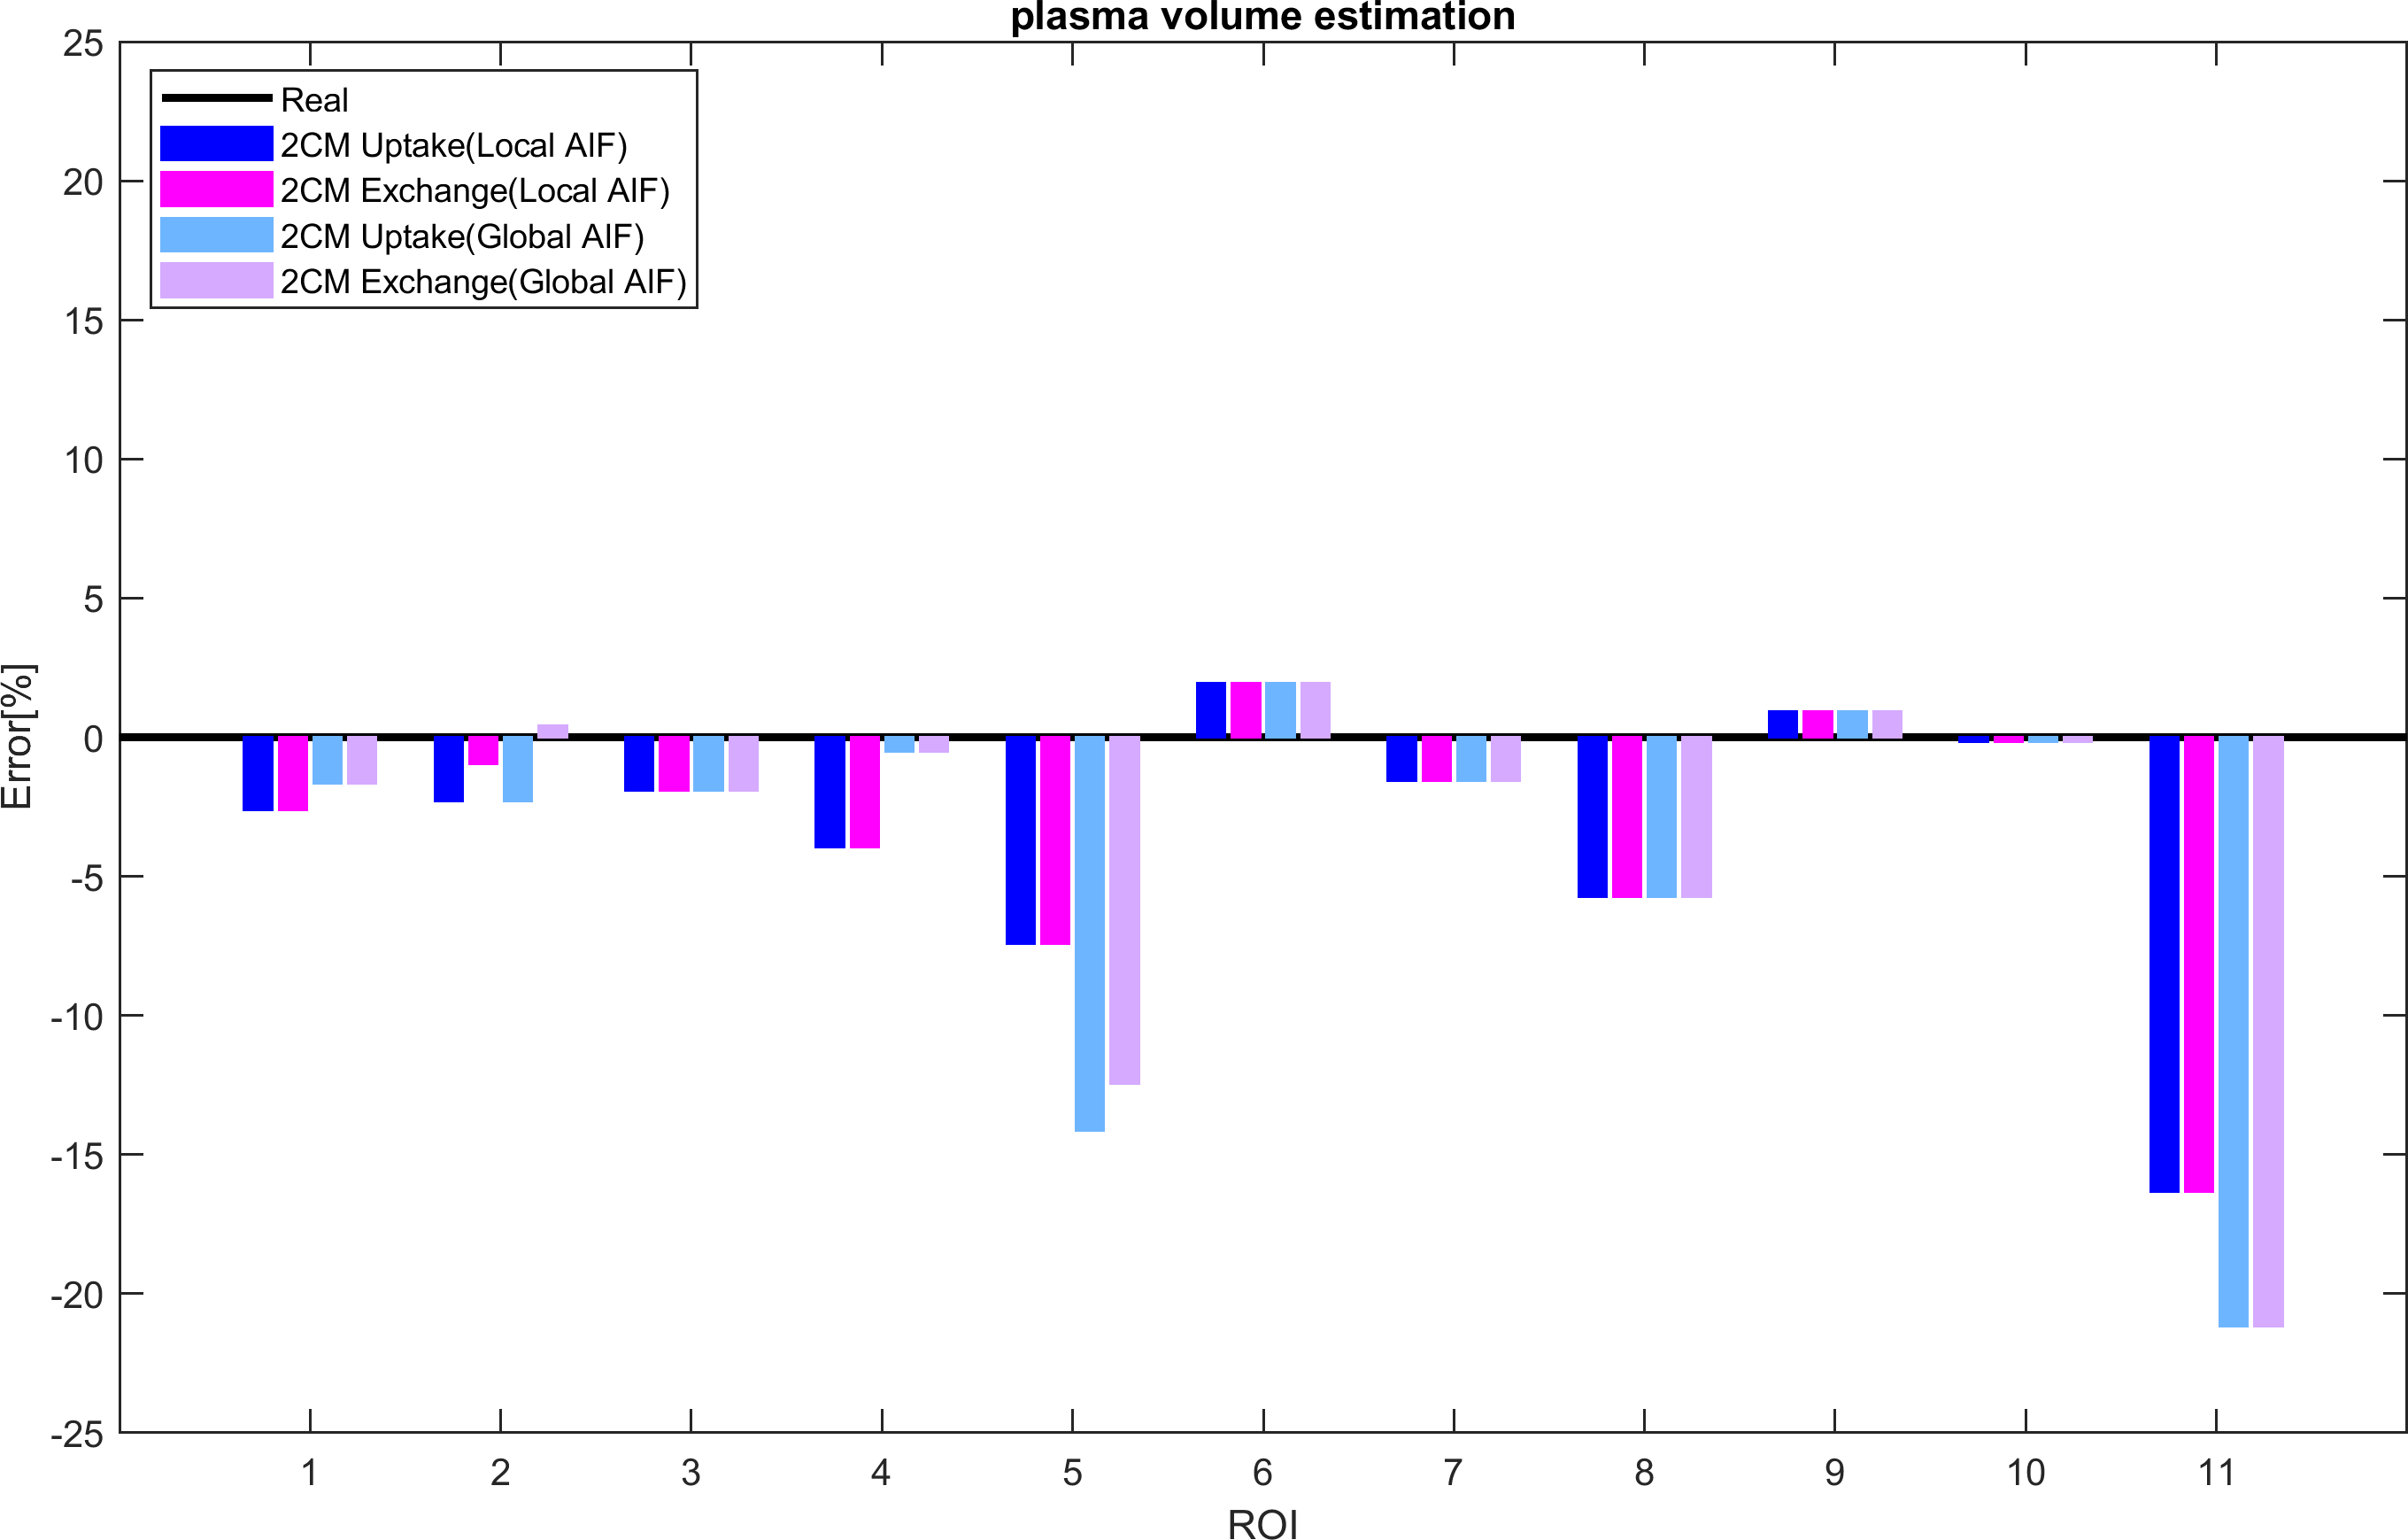 plasma volume estimation
Real
2CM Uptake(Local AIF)
2CM Exchange(Local AIF)
2CM Uptake(Global AIF)
2CM Exchange(Global AIF)
25
20
15
10
5
0
-5
-10
-15
-20
-25
Error[%]
1 2 3 4 5 6 7 8 9 10 11
ROI